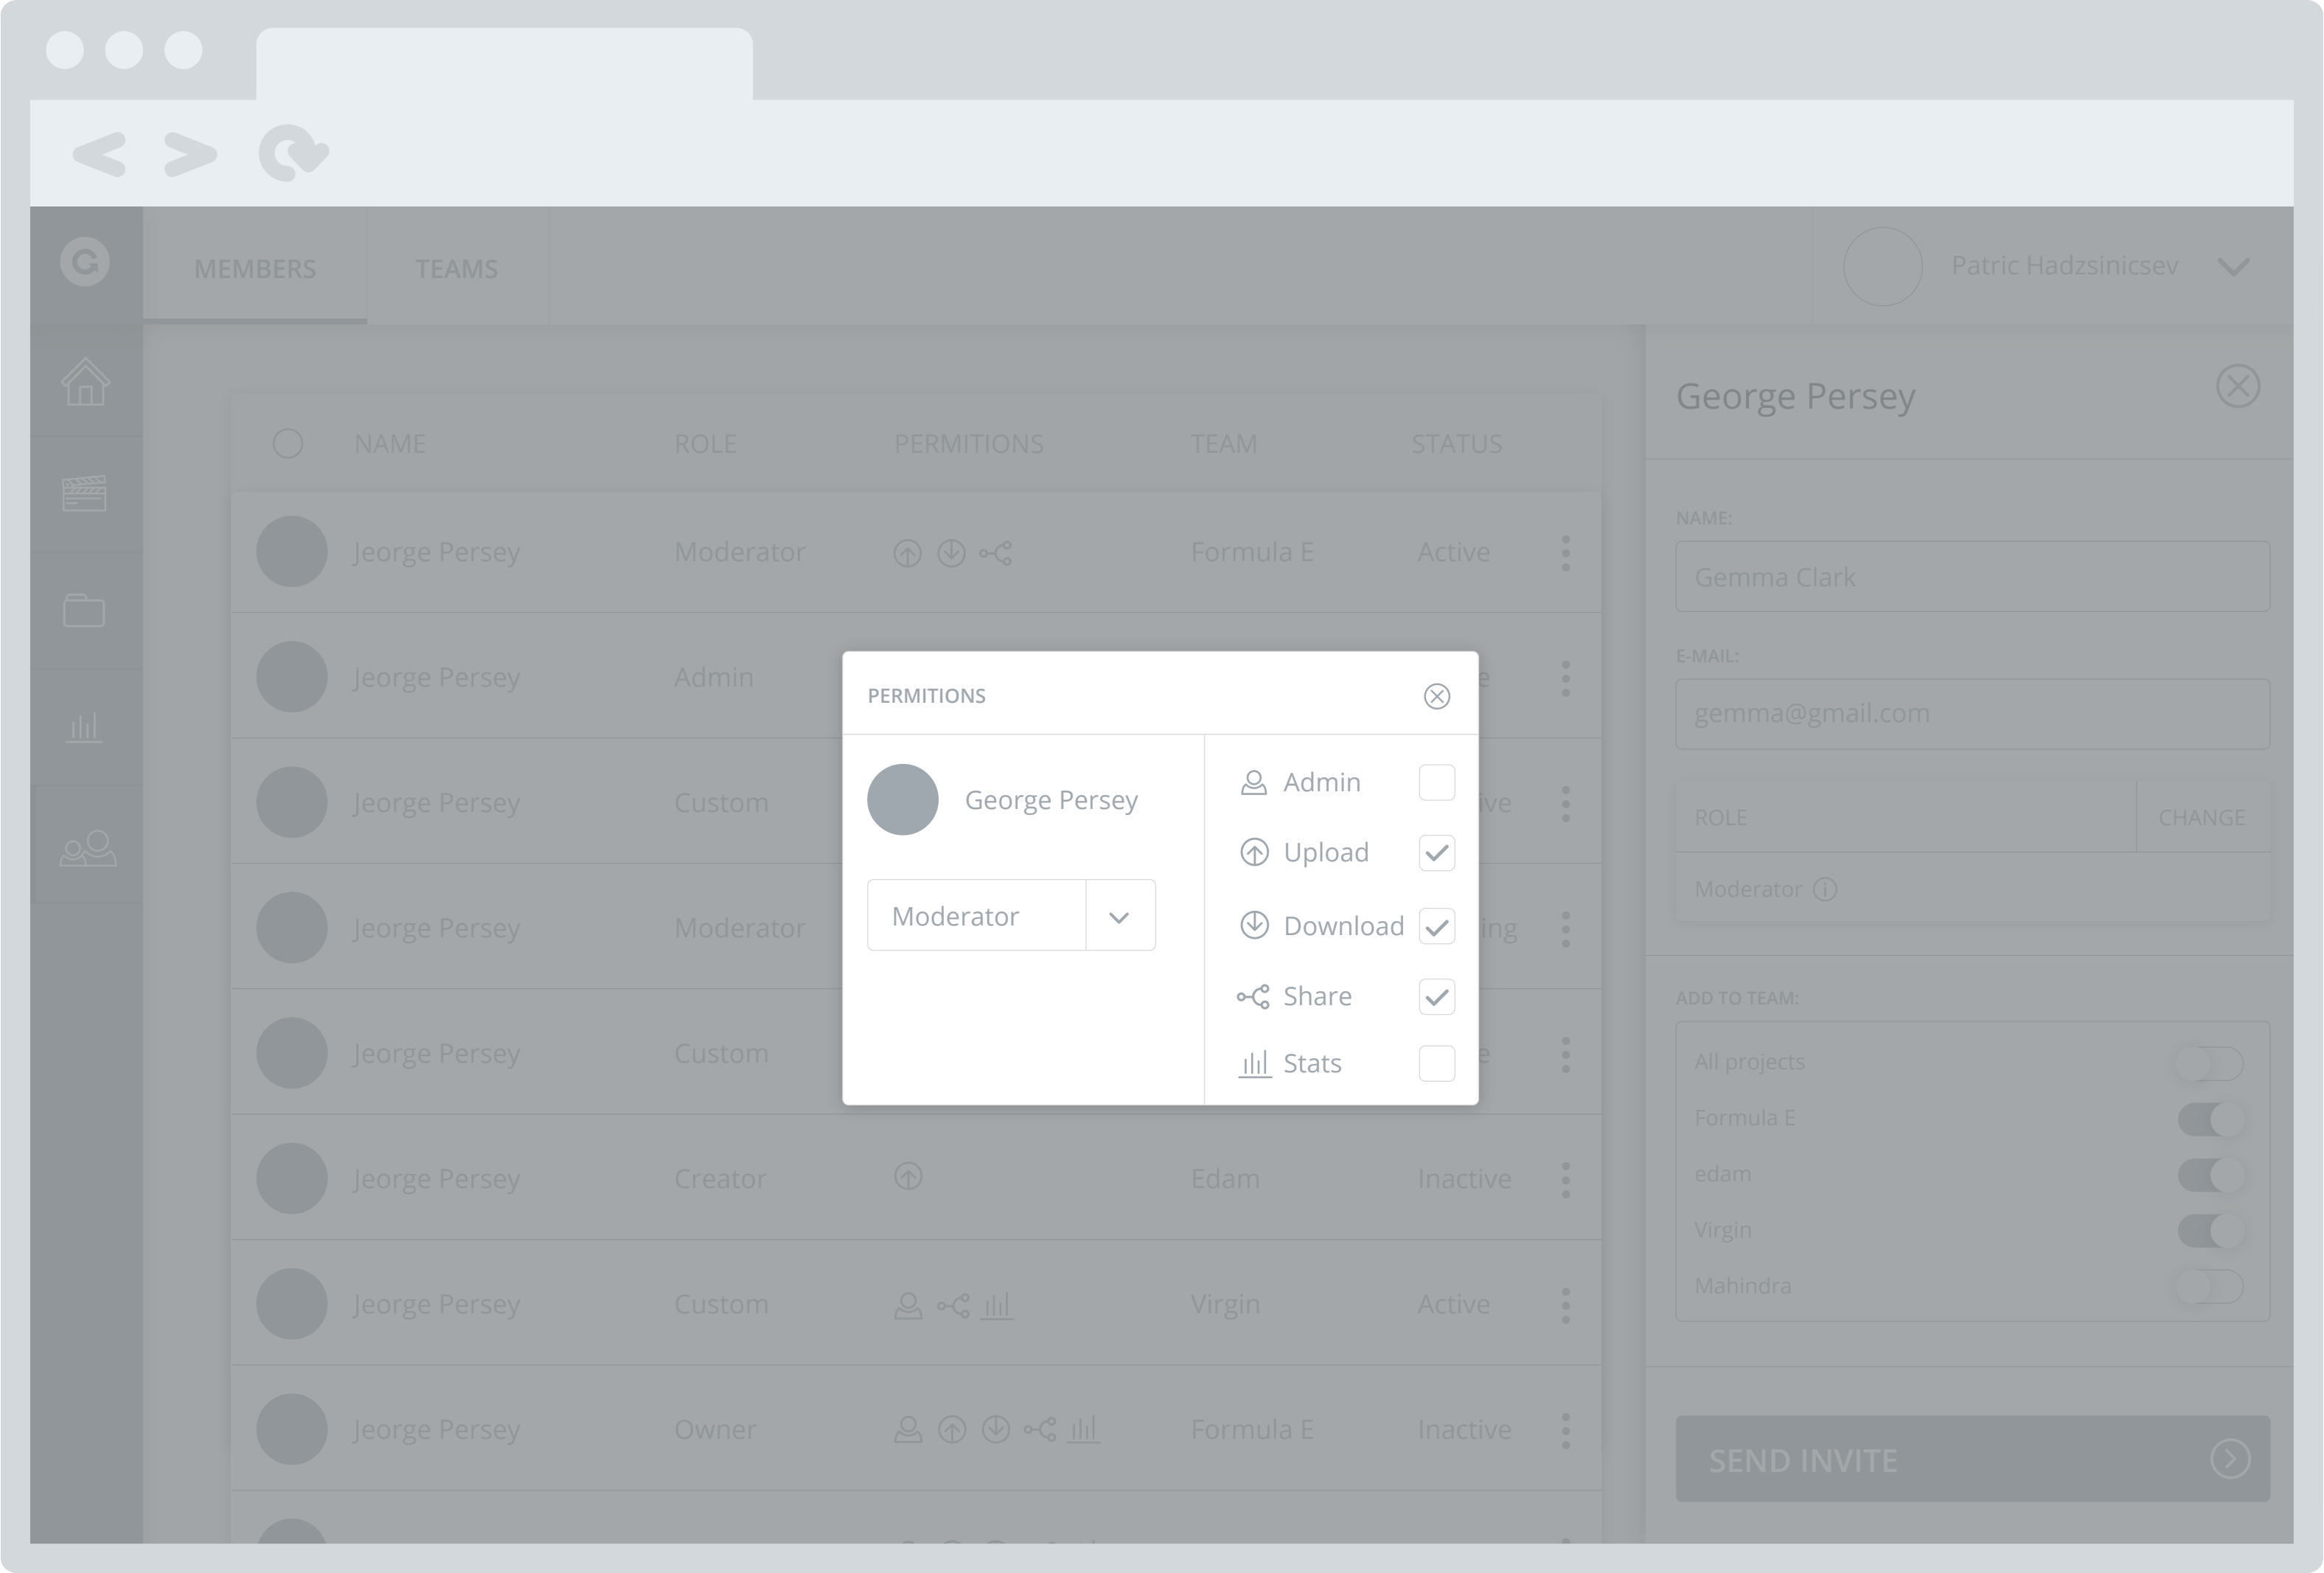 MEMBERS TEAMS Patric Hadzsinicsev
George Persey
NAME ROLE PERMITIONS TEAM STATUS
NAME:
Jeorge Persey Moderator Formula E Active
Gemma Clark
E-MAIL:
gemma@gmail.com
Jeorge Persey Admin
Jeorge Persey Custom
Jeorge Persey Moderator
Jeorge Persey Custom
PERMITIONS
George Persey
Moderator
Admin
Upload
Download
Share
Stats
ROLE CHANGE
Moderator
ADD TO TEAM:
All projects
Formula E
edam
Virgin
Mahindra
Jeorge Persey Creator Edam Inactive
Jeorge Persey Custom Virgin Active
Jeorge Persey Owner Formula E Inactive
SEND INVITE